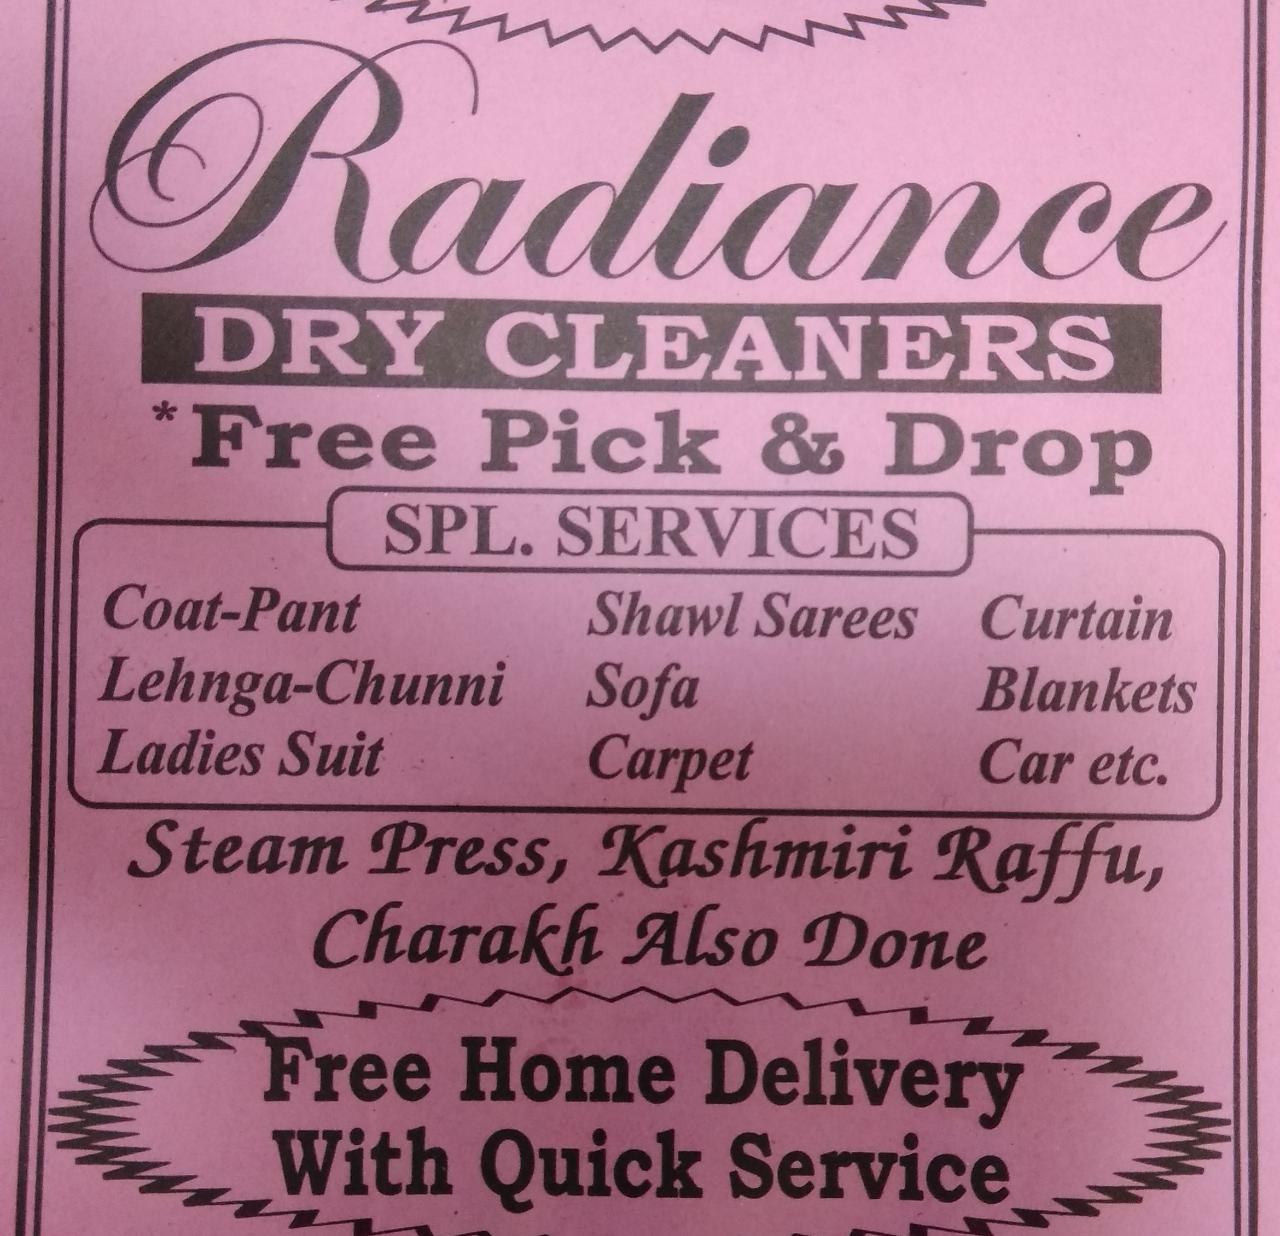 Radiance
DRY CLEANERS
*Free Pick & Drop
SPL. SERVICES
Coat-Pant Shawl Sarees Curtain
Lehnga-Chunni Sofa Blankets
Ladies Suit Carpet Car etc.
Steam Press, Kashmiri Raffu,
Charakh Also Done
Free Home Delivery
With Quick Service